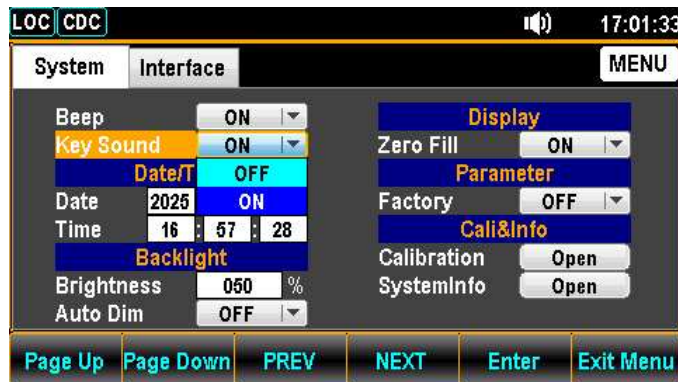 LOC CDC 17:01:33
System Interface MENU
Beep ON
Key Sound ON
OFF
ON
Date/T
Date 2025
Time 16 : 57 : 28
Backlight
Brightness 050 %
Auto Dim OFF
Display
Zero Fill ON
Parameter
Factory OFF
Cali&Info
Calibration Open
SystemInfo Open
Page Up Page Down PREV NEXT Enter Exit Menu